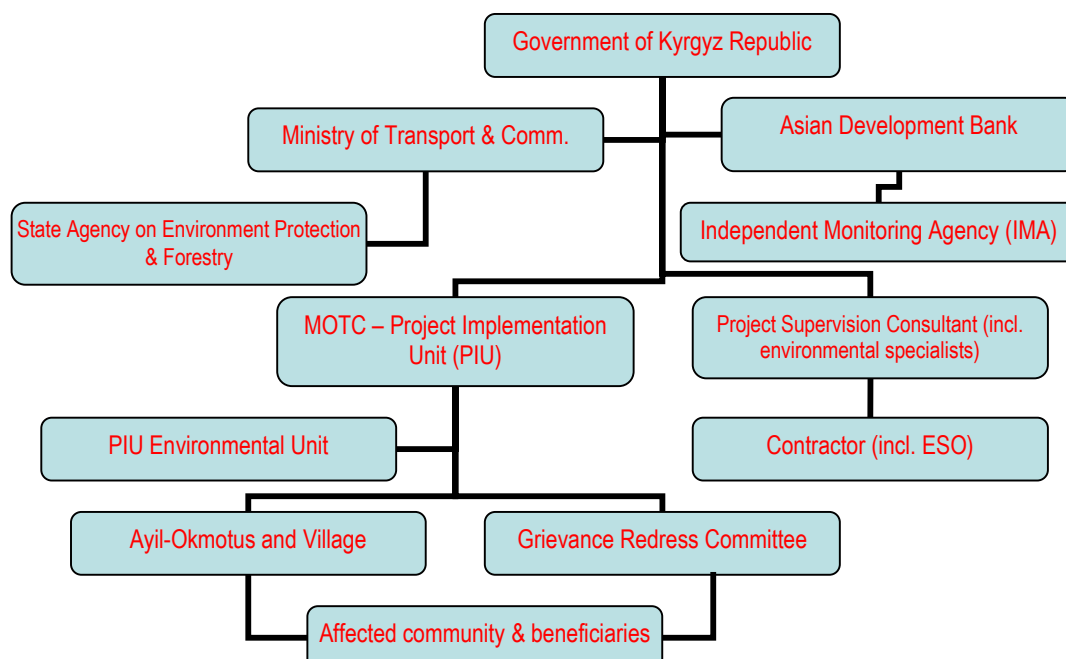 Government of Kyrgyz Republic
Ministry of Transport & Comm.
Asian Development Bank
State Agency on Environment Protection
& Forestry
Independent Monitoring Agency (IMA)
MOTC – Project Implementation
Unit (PIU)
Project Supervision Consultant (incl.
environmental specialists)
PIU Environmental Unit
Contractor (incl. ESO)
Ayil-Okmotus and Village
Grievance Redress Committee
Affected community & beneficiaries